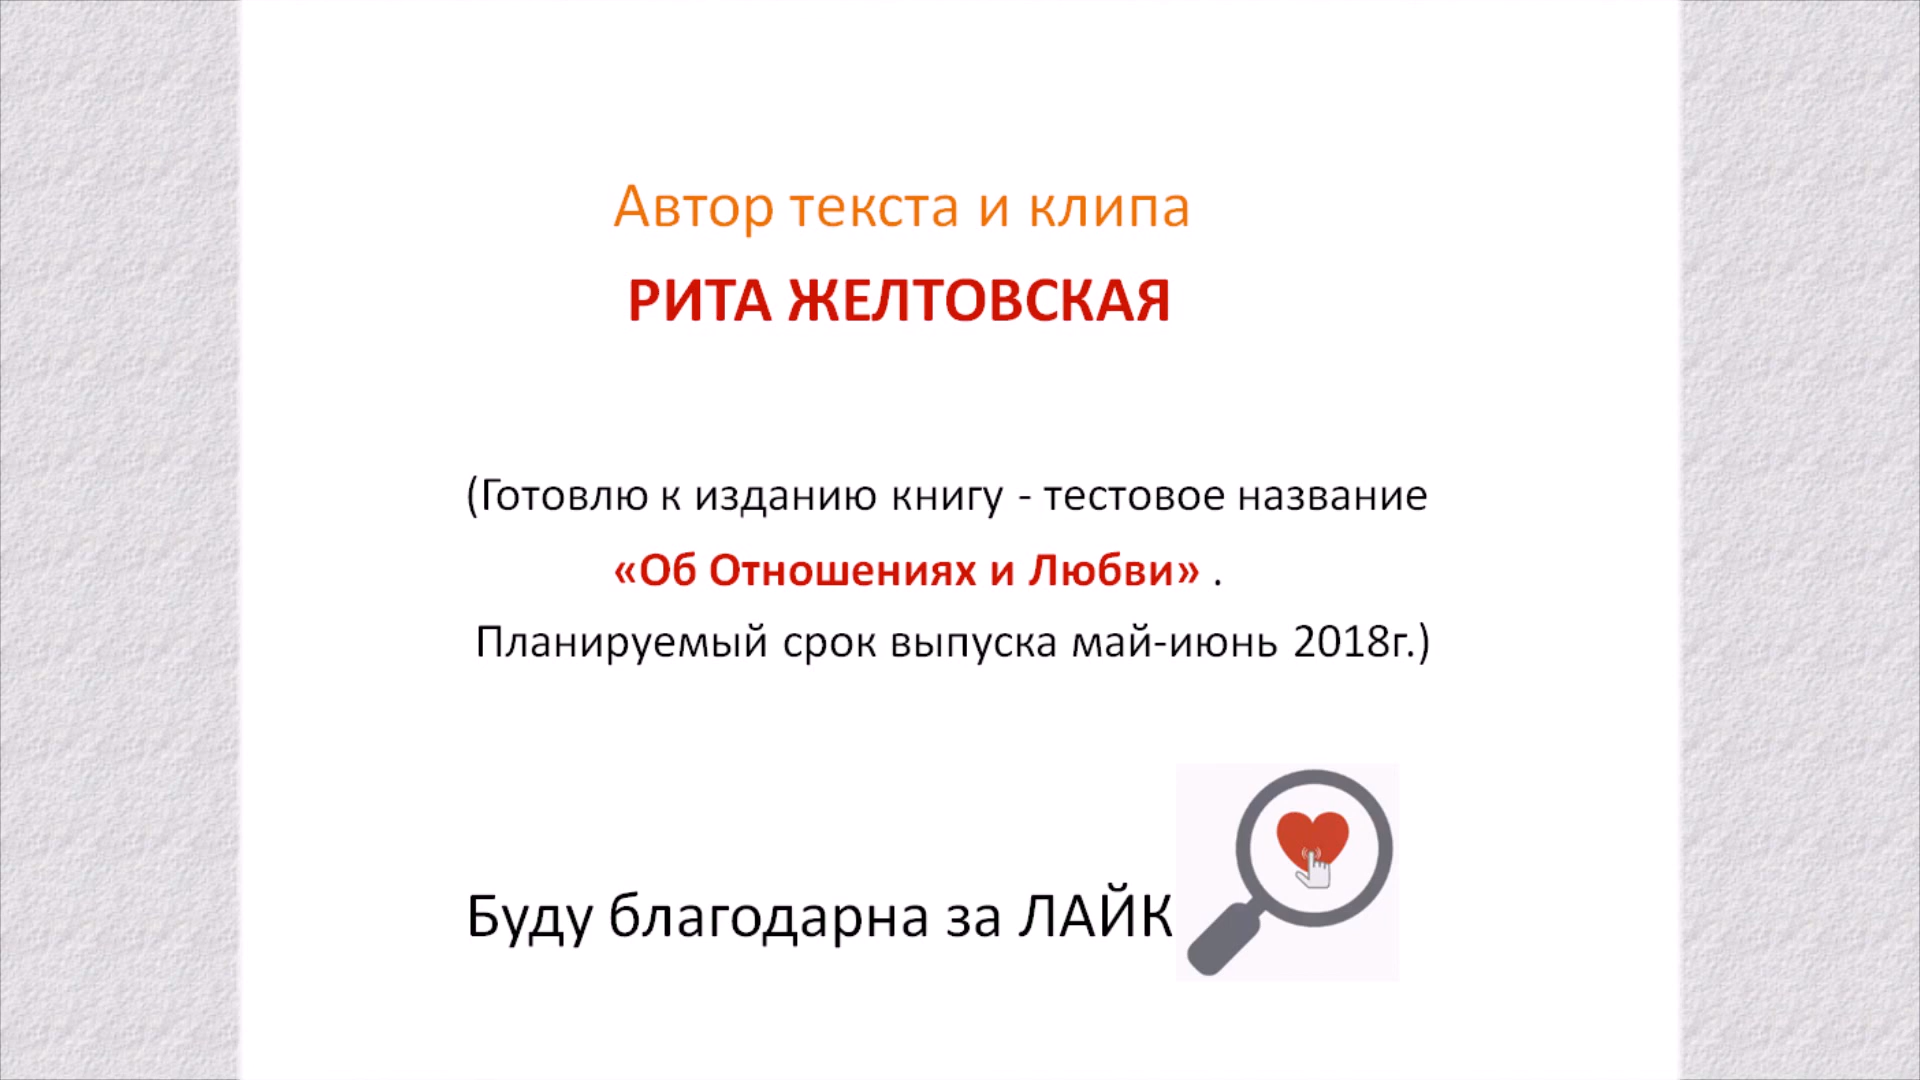 Автор текста и клипа
РИТА ЖЕЛТОВСКАЯ
(Готовлю к изданию книгу - тестовое название
«Об Отношениях и Любви» .
Планируемый срок выпуска май-июнь 2018г.)
Буду благодарна за ЛАЙК